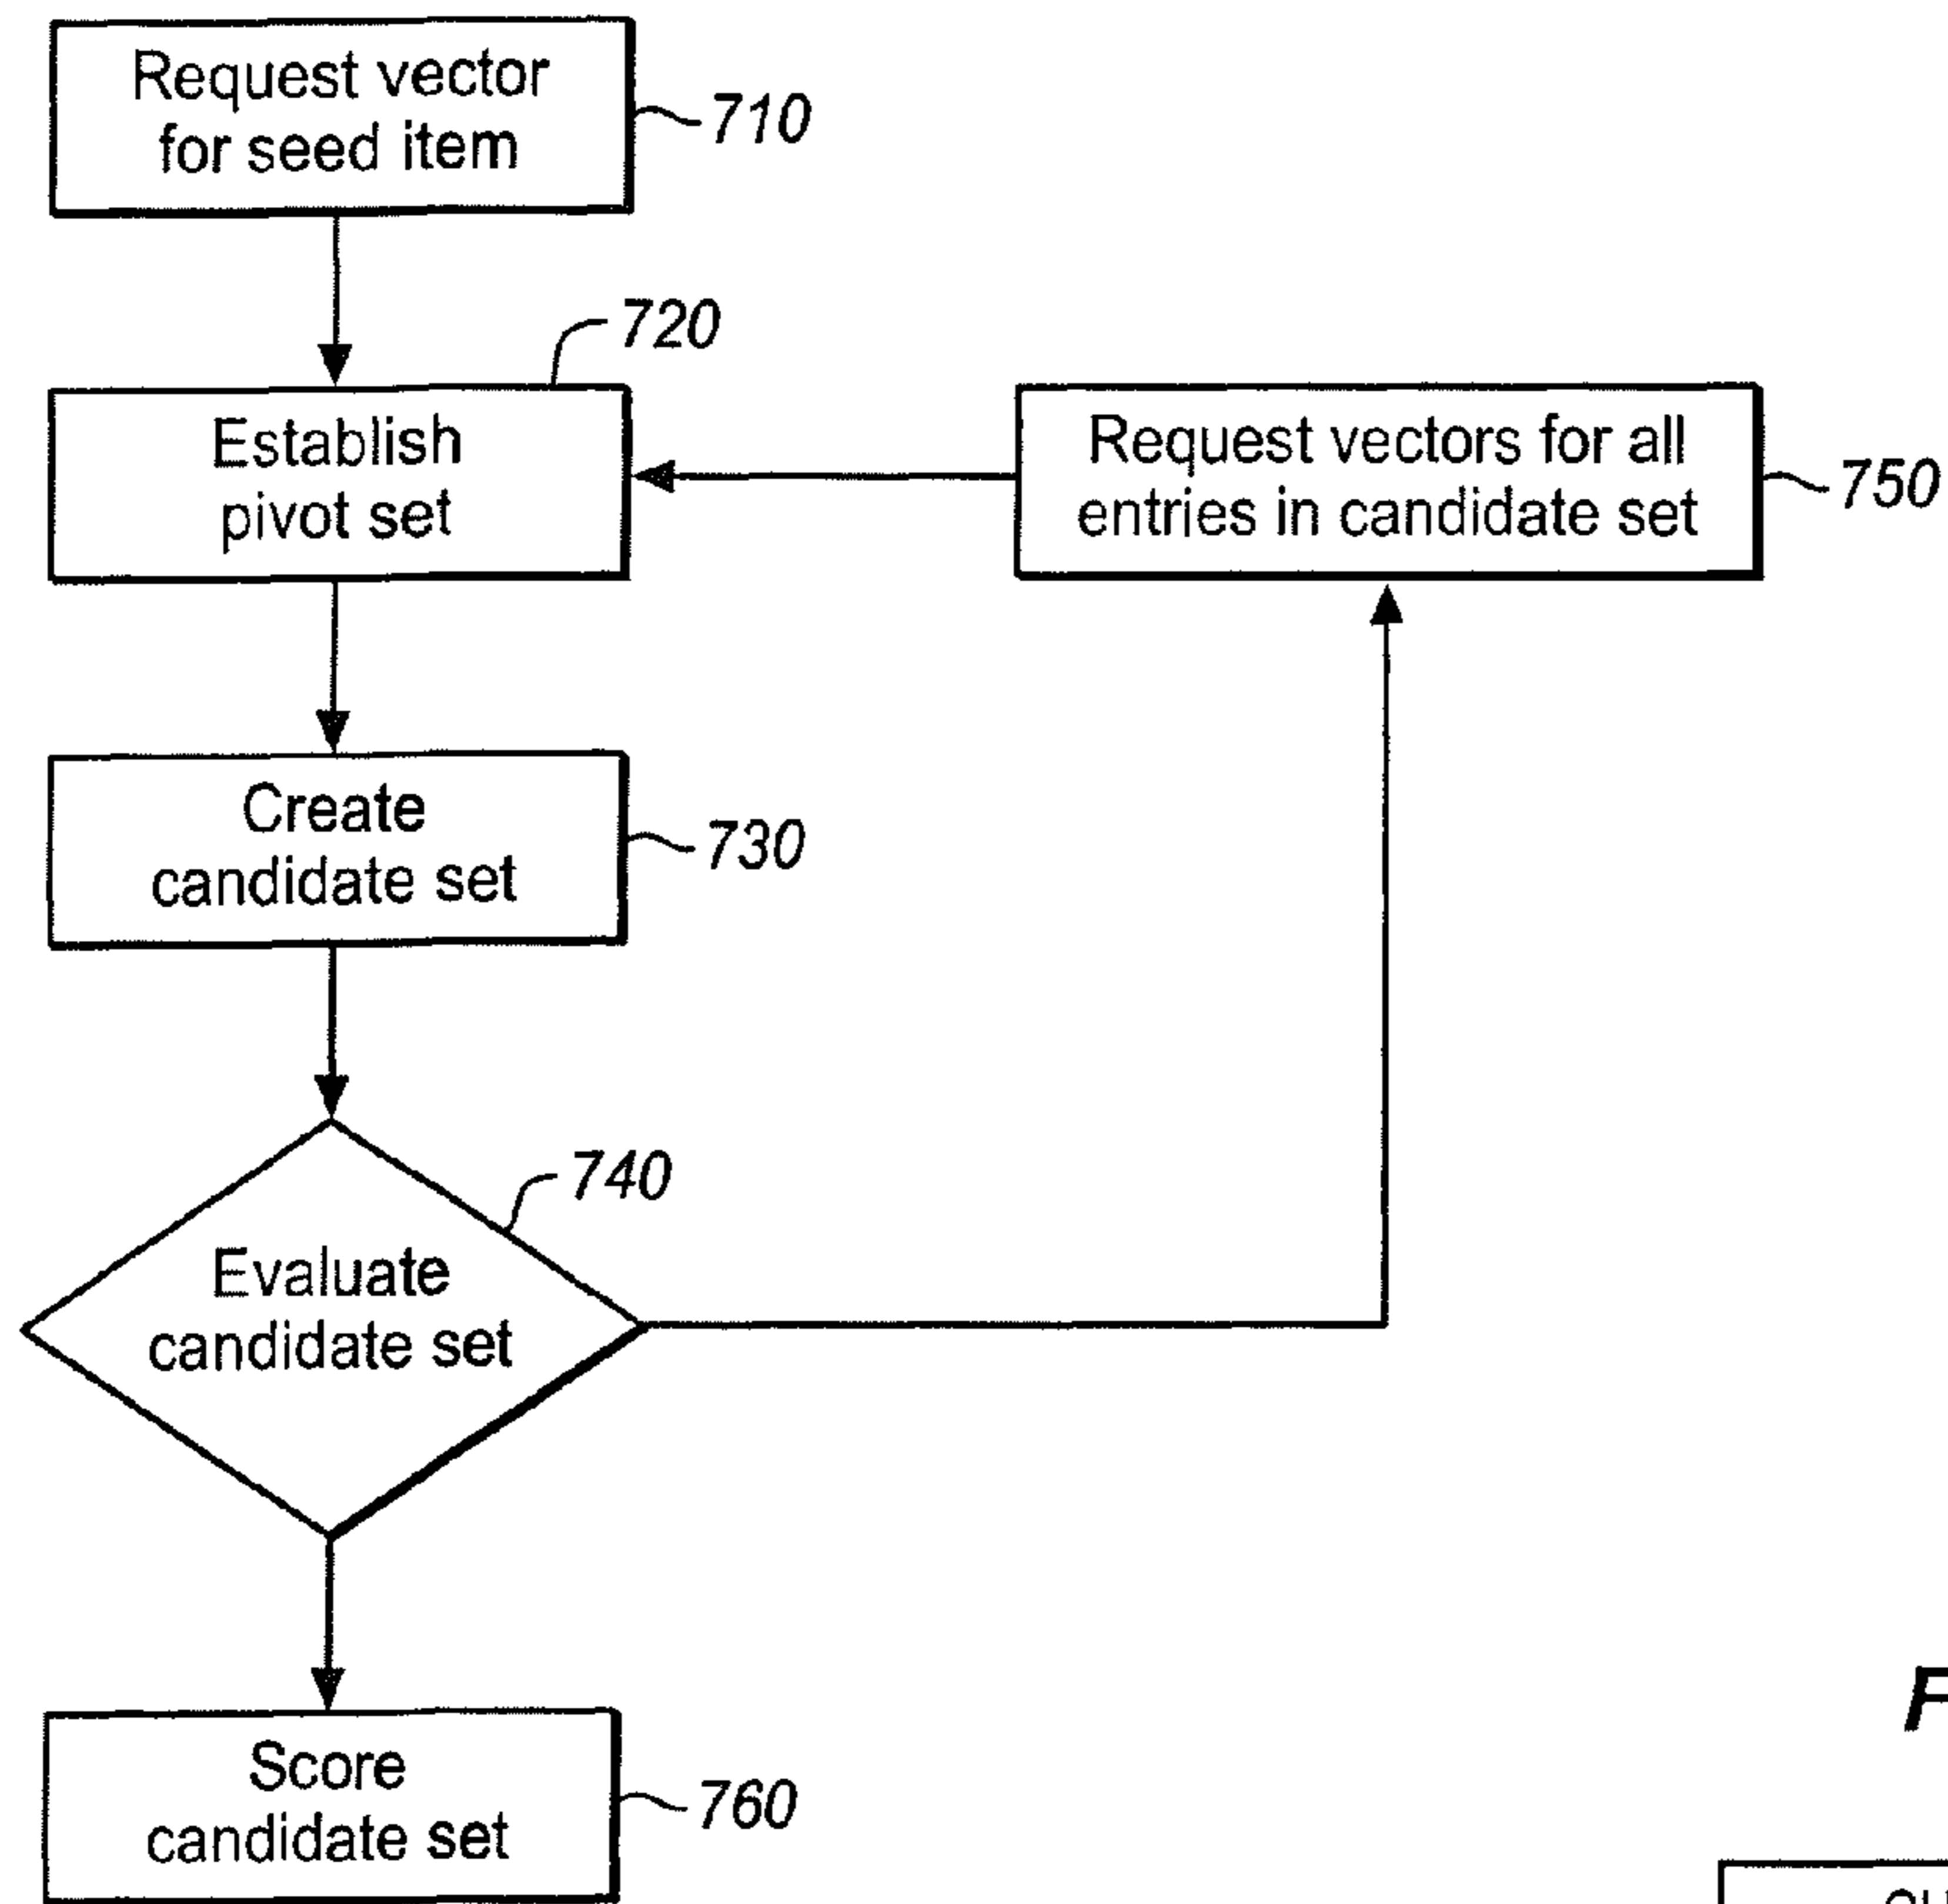 Request vector
for seed item
710
720
Establish
pivot set
Request vectors for all
entries in candidate set
750
Create
candidate set
730
740
Evaluate
candidate set
Score
candidate set
760
F